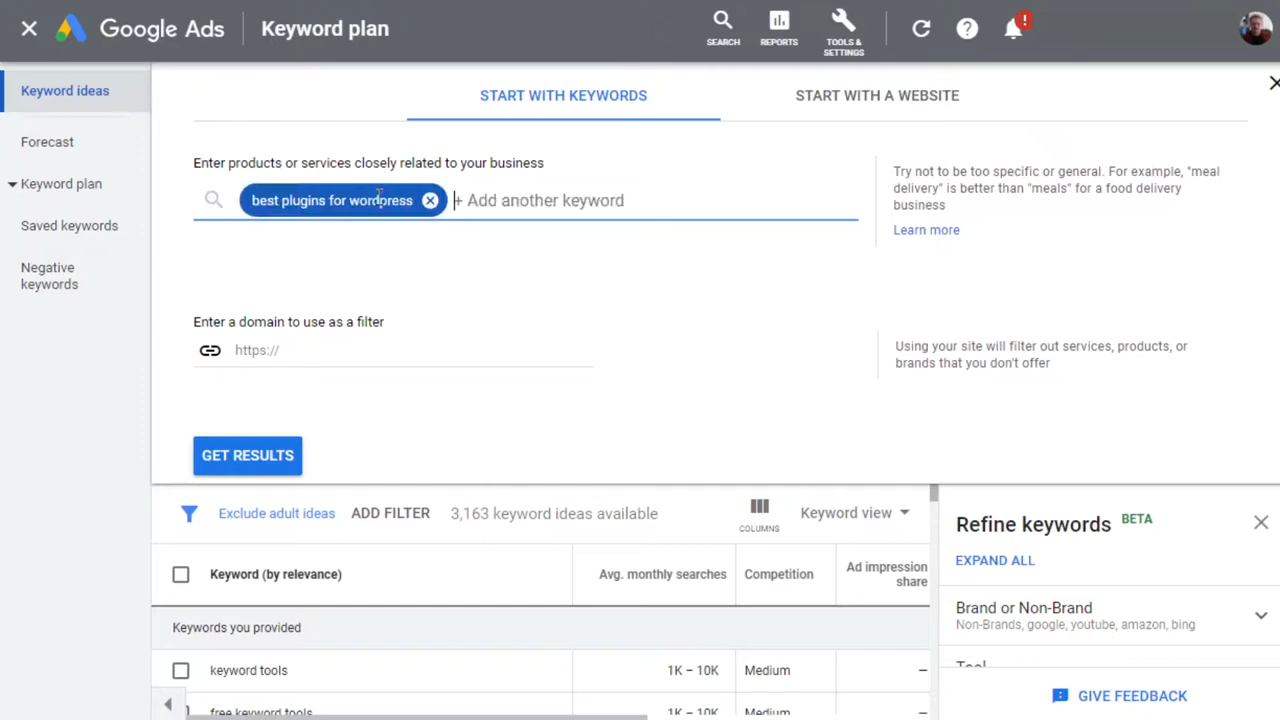 Google Ads
Keyword plan
SEARCH
REPORTS
TOOLS &
SETTINGS
!
Keyword ideas
Forecast
Keyword plan
Saved keywords
Negative
keywords
START WITH KEYWORDS
START WITH A WEBSITE
Enter products or services closely related to your business
best plugins for wordpress
+ Add another keyword
Try not to be too specific or general. For example, "meal
delivery" is better than "meals" for a food delivery
business
Learn more
Enter a domain to use as a filter
https://
Using your site will filter out services, products, or
brands that you don't offer
GET RESULTS
Exclude adult ideas
ADD FILTER
3,163 keyword ideas available
COLUMNS
Keyword view
Keyword (by relevance)
Avg. monthly searches
Competition
Ad impression
share
Keywords you provided
keyword tools
1K – 10K
Medium
–
free keyword tools
1K – 10K
Medium
–
Refine keywords BETA
EXPAND ALL
Brand or Non-Brand
Non-Brands, google, youtube, amazon, bing
Tool
GIVE FEEDBACK